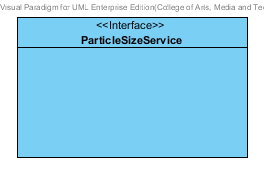 Visual Paradigm for UML Enterprise Edition(College of Arts, Media and Te
<<Interface>>
ParticleSizeService